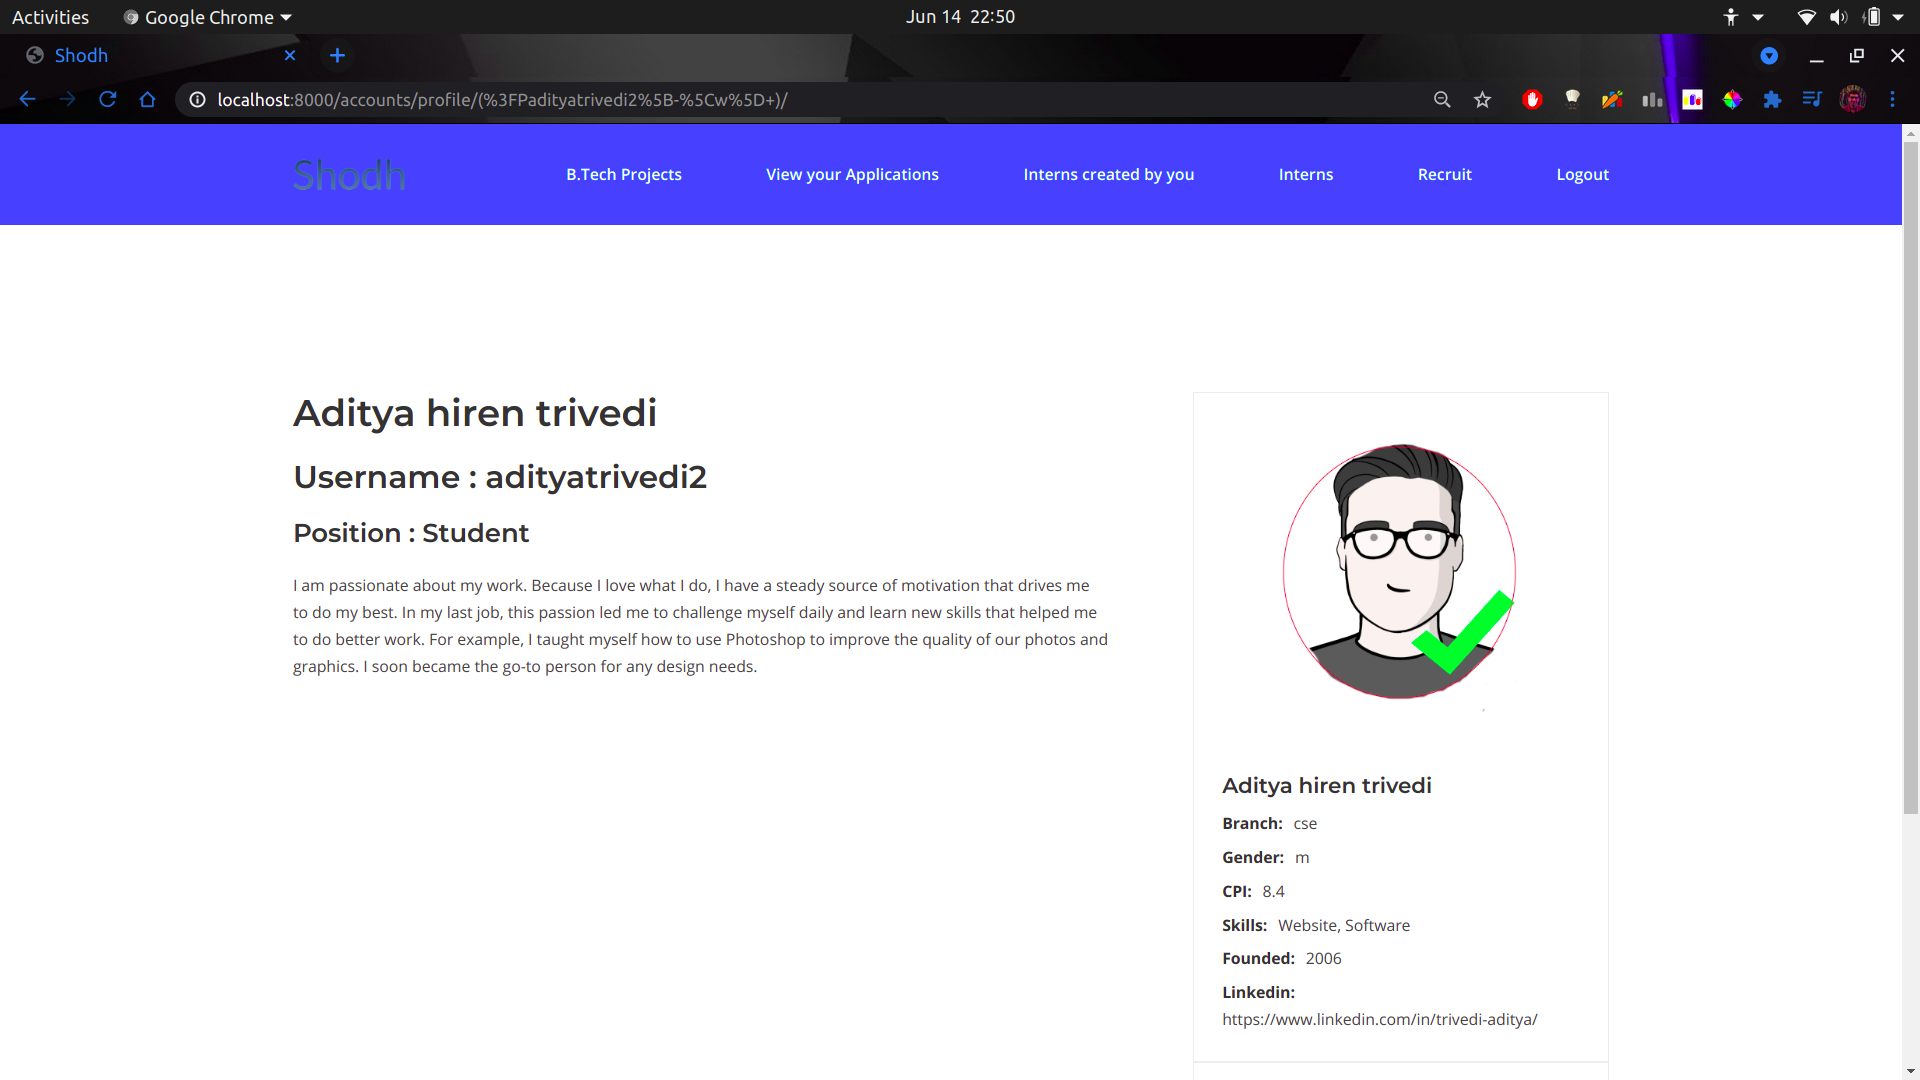 Activities Google Chrome Jun 14 22:50
Shodh
localhost:8000/accounts/profile/(%3FPadityatrivedi2%5B-%5Cw%5D+)/
Shodh B.Tech Projects View your Applications Interns created by you Interns Recruit Logout
Aditya hiren trivedi
Username : adityatrivedi2
Position : Student
I am passionate about my work. Because I love what I do, I have a steady source of motivation that drives me
to do my best. In my last job, this passion led me to challenge myself daily and learn new skills that helped me
to do better work. For example, I taught myself how to use Photoshop to improve the quality of our photos and
graphics. I soon became the go-to person for any design needs.
Aditya hiren trivedi
Branch: cse
Gender: m
CPI: 8.4
Skills: Website, Software
Founded: 2006
Linkedin:
https://www.linkedin.com/in/trivedi-aditya/